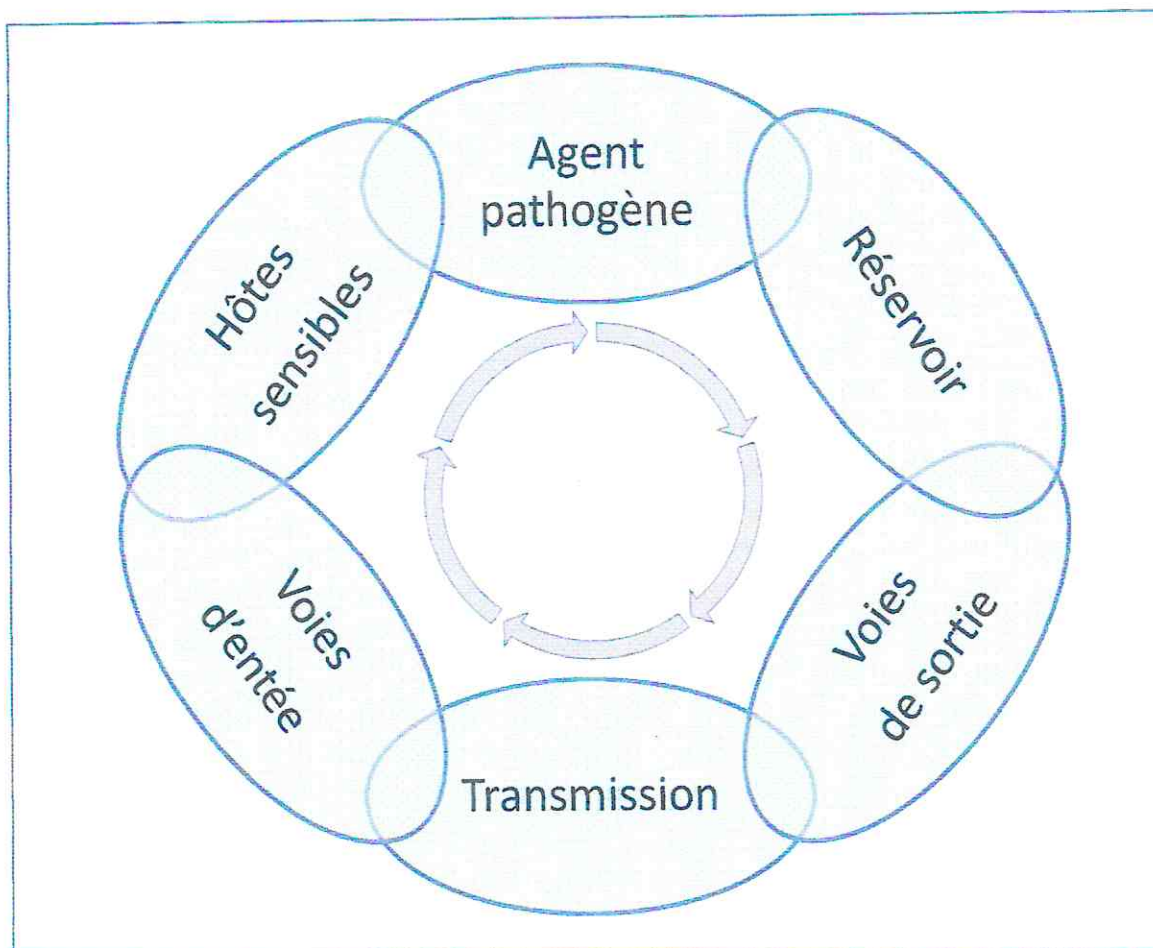 Agent
pathogène
Réservoir
Voies
de sortie
Transmission
Voies
d'entée
Hôtes
sensibles